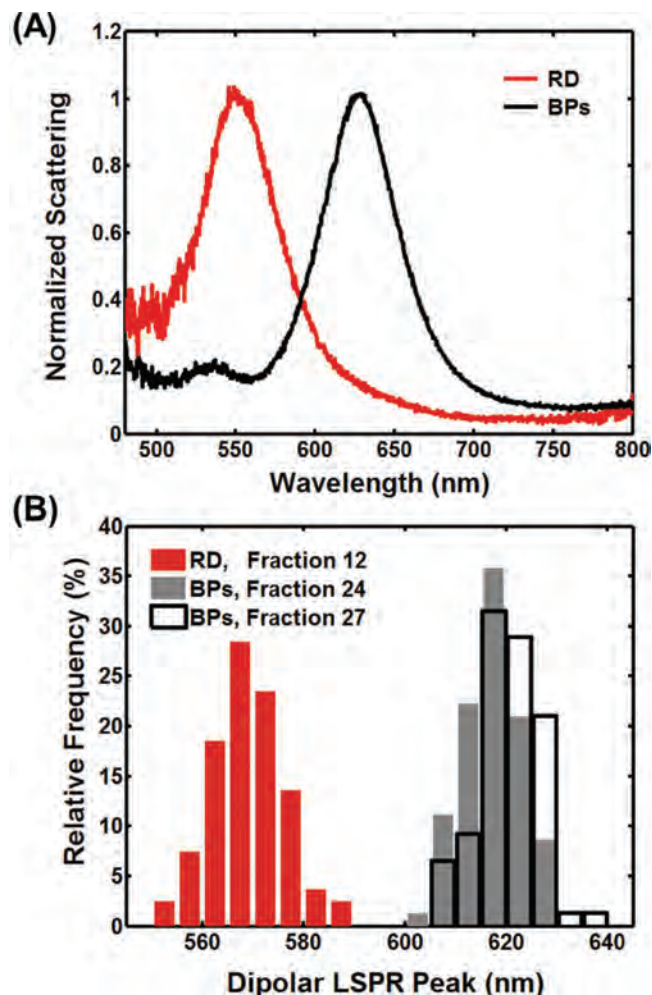 (A)
1.2
1
0.8
0.6
0.4
0.2
0
Normalized Scattering
RD
BPs
500
550
600
650
700
750
800
Wavelength (nm)
(B)
40
35
30
25
20
15
10
5
0
Relative Frequency (%)
RD, Fraction 12
BPs, Fraction 24
BPs, Fraction 27
560
580
600
620
640
Dipolar LSPR Peak (nm)